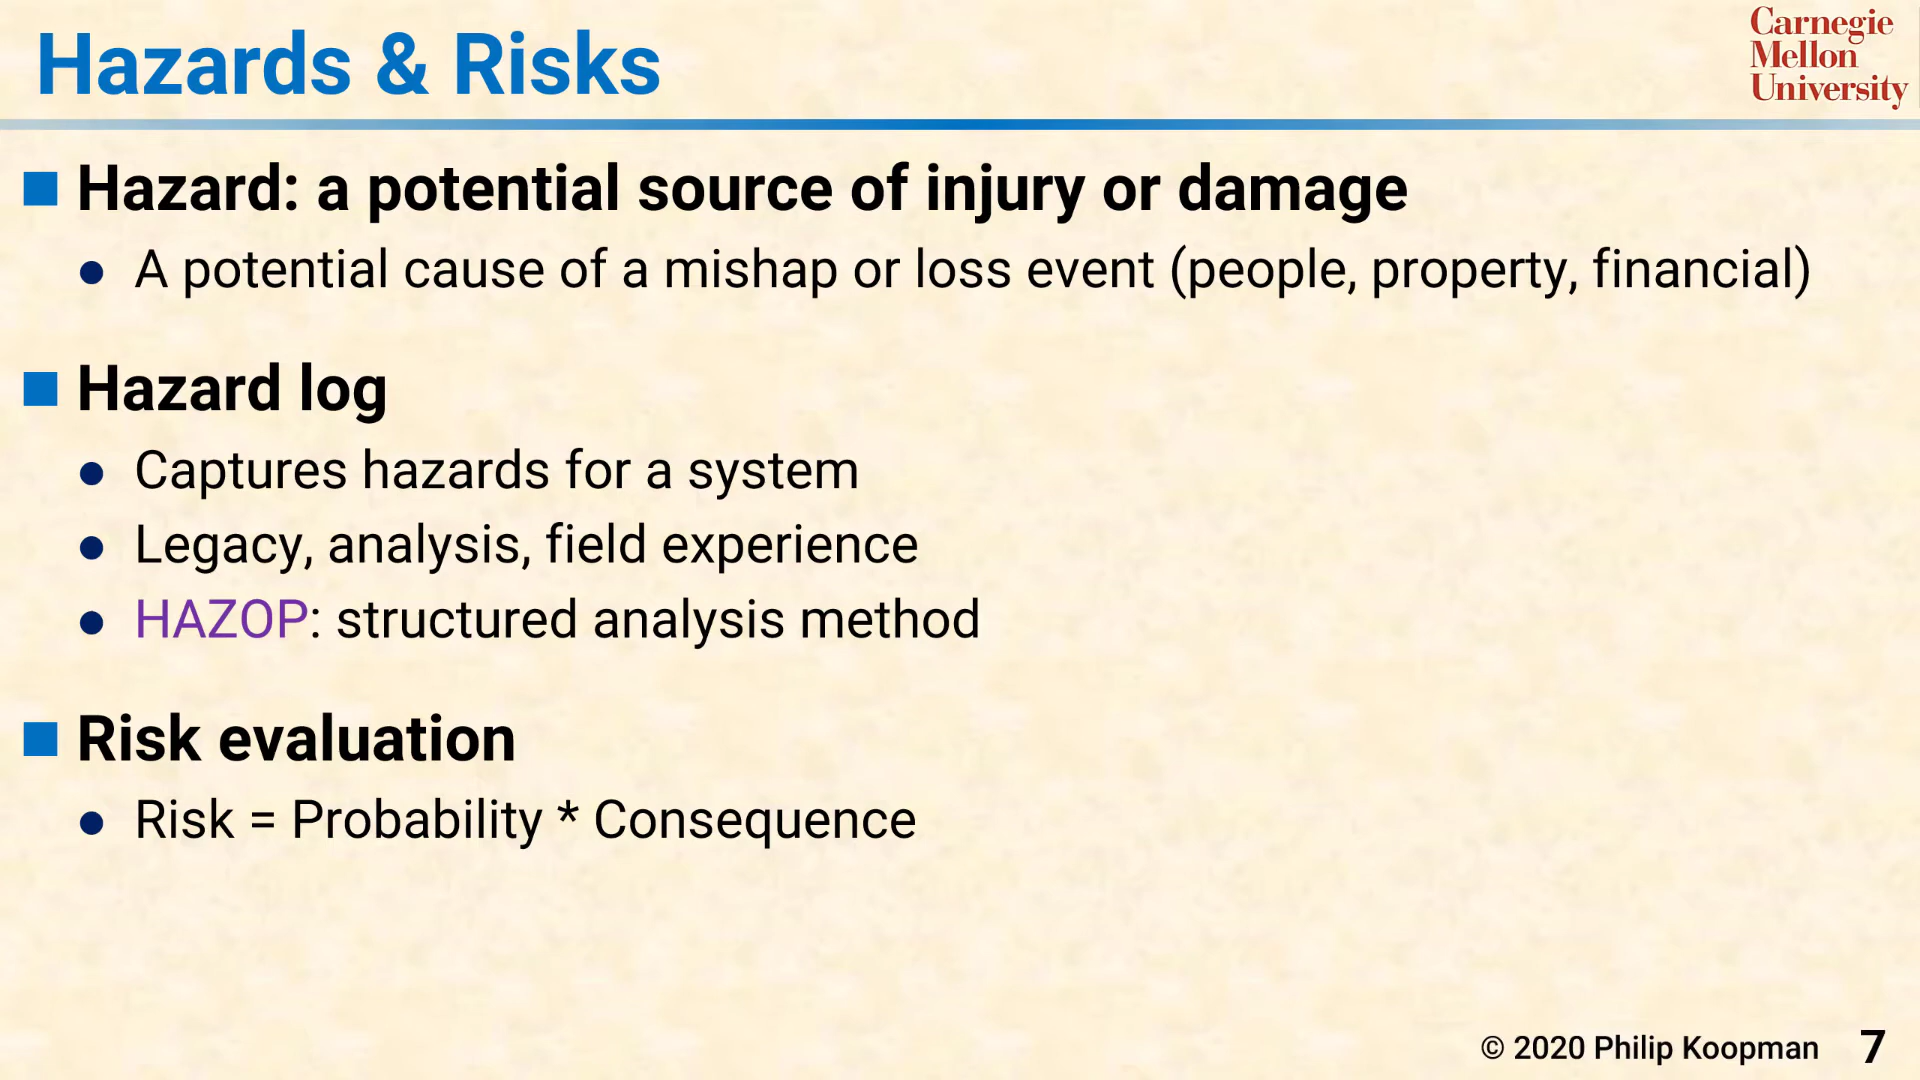 Hazards & Risks
Carnegie
Mellon
University
Hazard: a potential source of injury or damage
A potential cause of a mishap or loss event (people, property, financial)
Hazard log
Captures hazards for a system
Legacy, analysis, field experience
HAZOP: structured analysis method
Risk evaluation
Risk = Probability * Consequence
© 2020 Philip Koopman 7